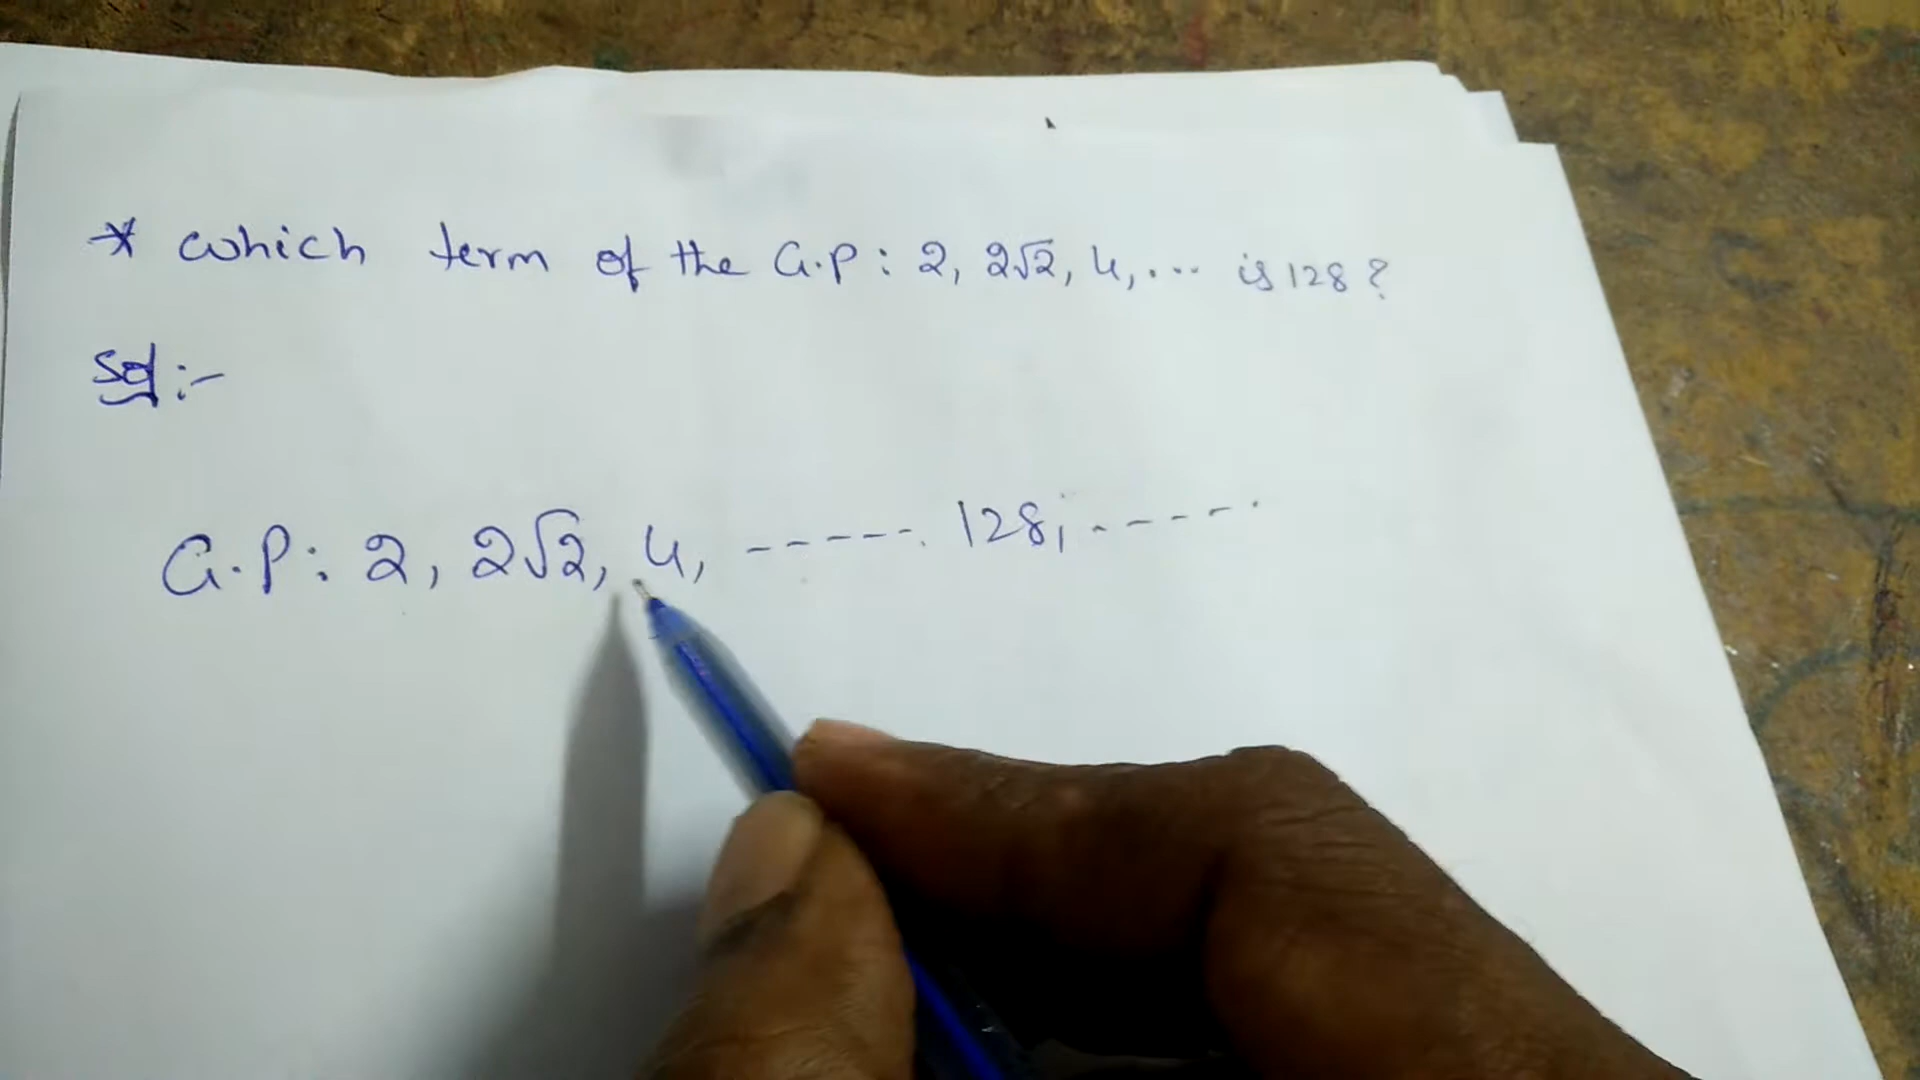 * which term of the G.P : 2, 2√2, 4, ... is 128 ?
Sol :-
G.P : 2, 2√2, 4, ------ 128, ------